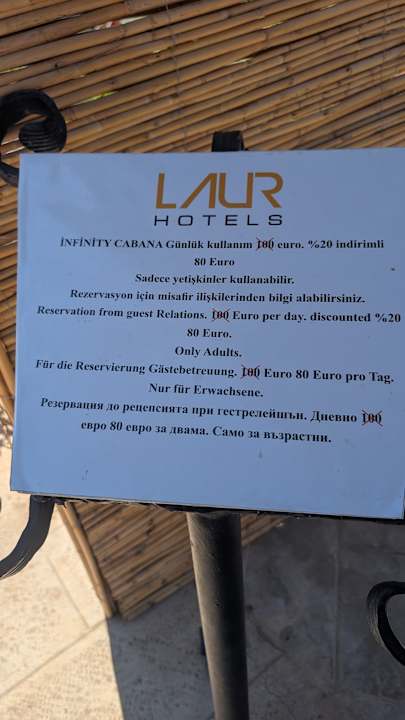 LAUR
HOTELS
İNFİNİTY CABANA Günlük kullanım 100 euro. %20 indirimli
80 Euro
Sadece yetişkinler kullanabilir.
Rezervasyon için misafir ilişkilerinden bilgi alabilirsiniz.
Reservation from guest Relations. 100 Euro per day. discounted %20
80 Euro.
Only Adults.
Für die Reservierung Gästebetreuung. 100 Euro 80 Euro pro Tag.
Nur für Erwachsene.
Резервация до рецепсията при гестрелейшън. Дневно 100
евро 80 евро за двама. Само за възрастни.